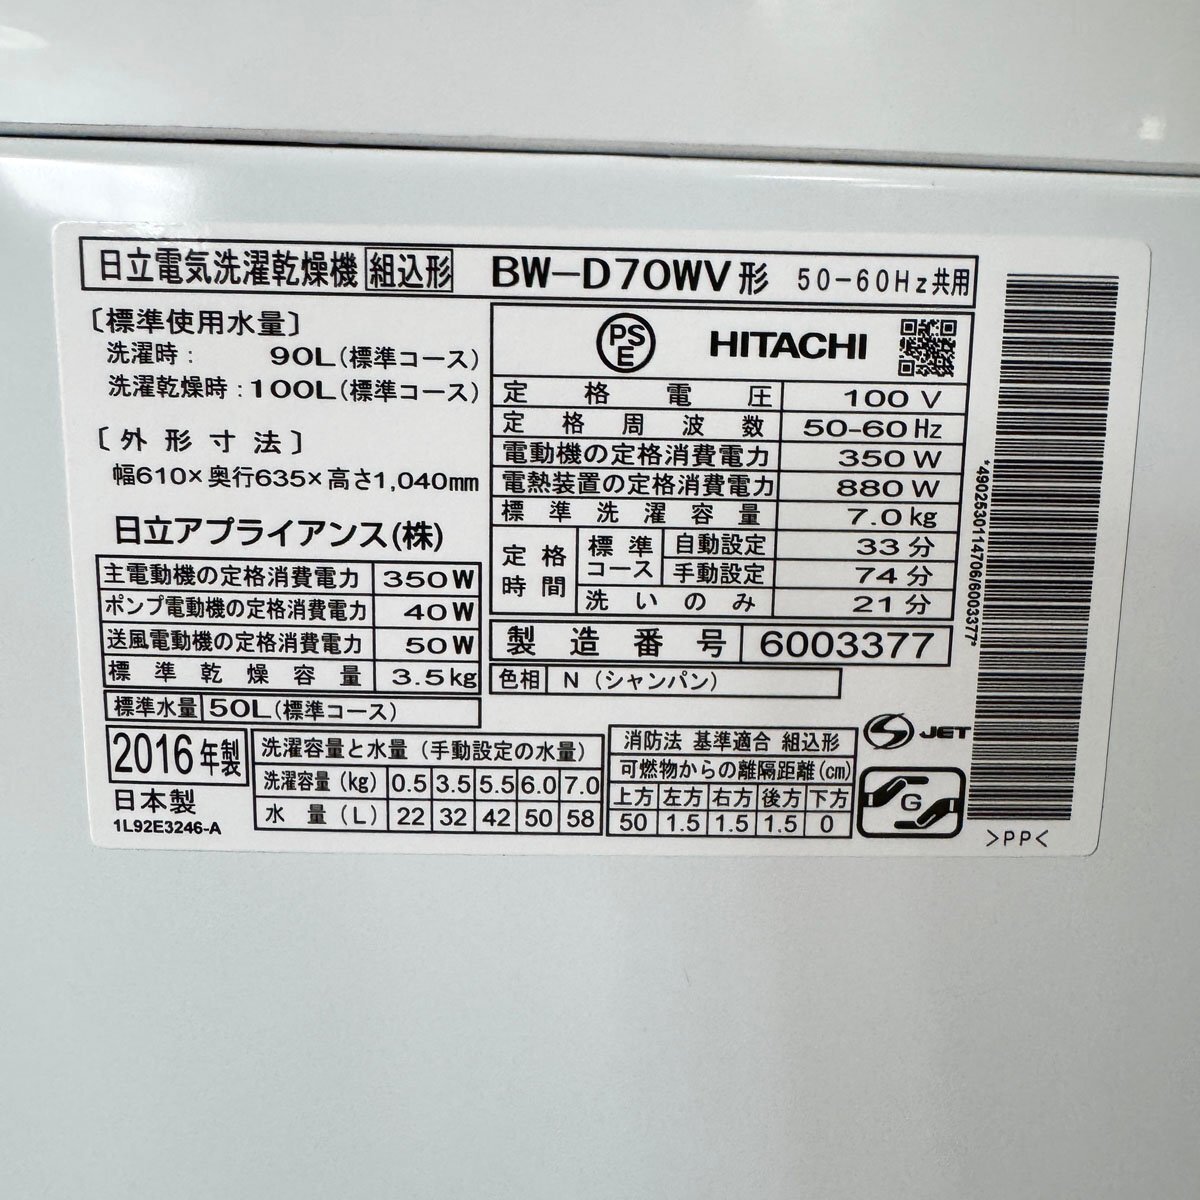 日立電気洗濯乾燥機 組込形 BW-D70WV形 50-60Hz共用
〔標準使用水量〕
洗濯時: 90L(標準コース)
洗濯乾燥時:100L(標準コース)
〔外形寸法〕
幅610×奥行635×高さ1,040mm
日立アプライアンス(株)
主電動機の定格消費電力 350W
ポンプ電動機の定格消費電力 40W
送風電動機の定格消費電力 50W
標準乾燥容量 3.5kg
標準水量 50L(標準コース)
PSE HITACHI
定格電圧 100V
定格周波数 50-60Hz
電動機の定格消費電力 350W
電熱装置の定格消費電力 880W
標準洗濯容量 7.0kg
定格時間 標準コース 自動設定 33分
手動設定 74分
洗いのみ 21分
製造番号 6003377
色相 N(シャンパン)
2016年製
日本製
1L92E3246-A
洗濯容量と水量(手動設定の水量)
洗濯容量(kg) 0.5 3.5 5.5 6.0 7.0
水量(L) 22 32 42 50 58
消防法 基準適合 組込形
可燃物からの離隔距離(cm)
上方 左方 右方 後方 下方
50 1.5 1.5 1.5 0
S JET
G
*4902530114706/6003377*
>PP<